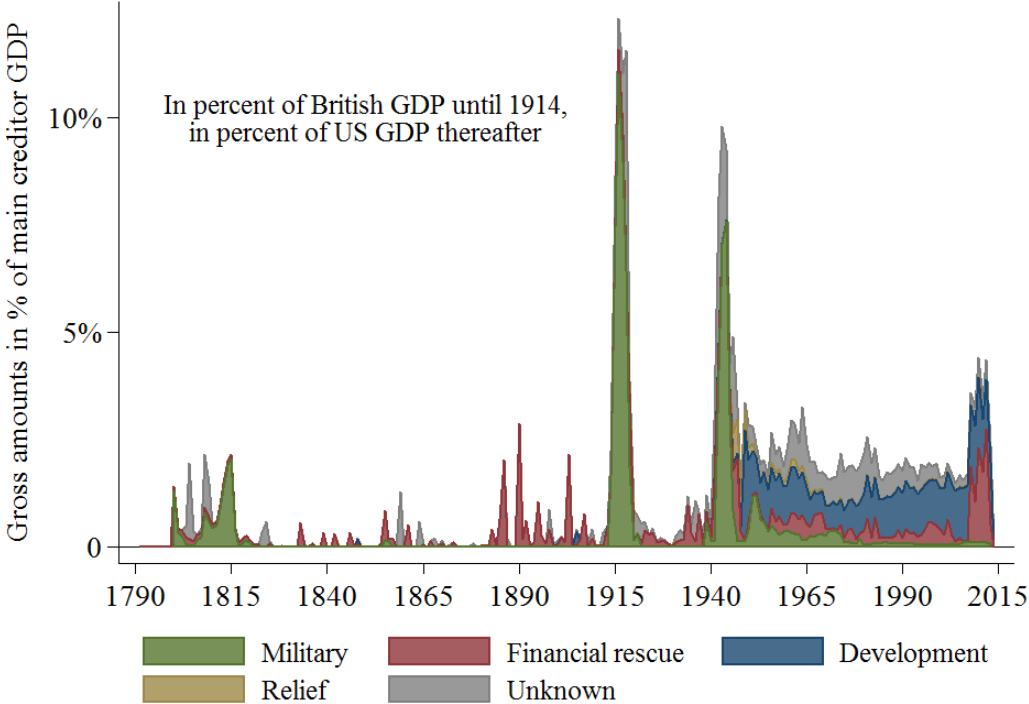 Gross amounts in % of main creditor GDP
In percent of British GDP until 1914,
in percent of US GDP thereafter
10%
5%
0
1790 1815 1840 1865 1890 1915 1940 1965 1990 2015
Military Financial rescue Development
Relief Unknown